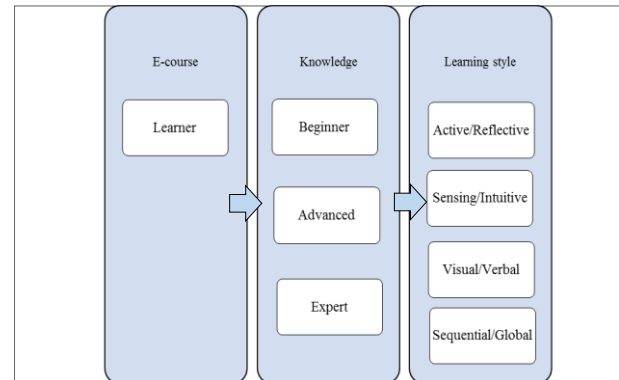 E-course
Learner
Knowledge
Beginner
Advanced
Expert
Learning style
Active/Reflective
Sensing/Intuitive
Visual/Verbal
Sequential/Global